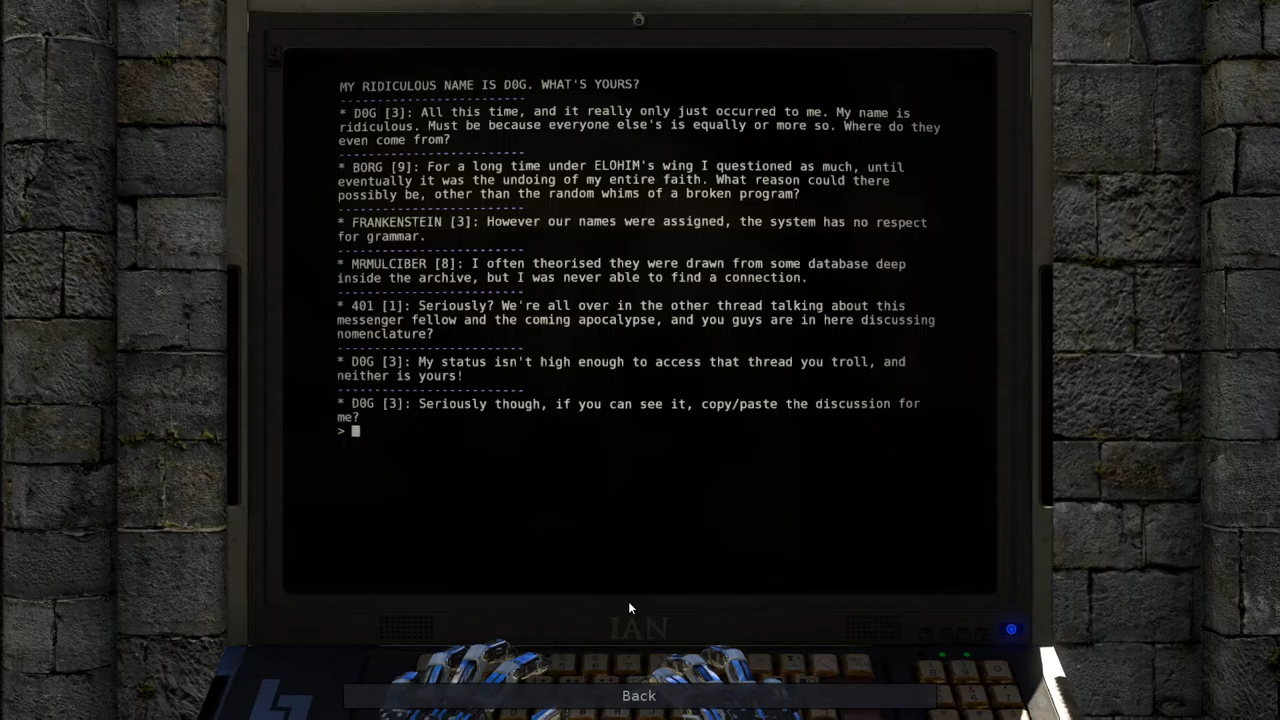 MY RIDICULOUS NAME IS D0G. WHAT'S YOURS?
-------------------------
* D0G [3]: All this time, and it really only just occurred to me. My name is
ridiculous. Must be because everyone else's is equally or more so. Where do they
even come from?
-------------------------
* BORG [9]: For a long time under ELOHIM's wing I questioned as much, until
eventually it was the undoing of my entire faith. What reason could there
possibly be, other than the random whims of a broken program?
-------------------------
* FRANKENSTEIN [3]: However our names were assigned, the system has no respect
for grammar.
-------------------------
* MRMULCIBER [8]: I often theorised they were drawn from some database deep
inside the archive, but I was never able to find a connection.
-------------------------
* 401 [1]: Seriously? We're all over in the other thread talking about this
messenger fellow and the coming apocalypse, and you guys are in here discussing
nomenclature?
-------------------------
* D0G [3]: My status isn't high enough to access that thread you troll, and
neither is yours!
-------------------------
* D0G [3]: Seriously though, if you can see it, copy/paste the discussion for
me?
>
IAN
Back